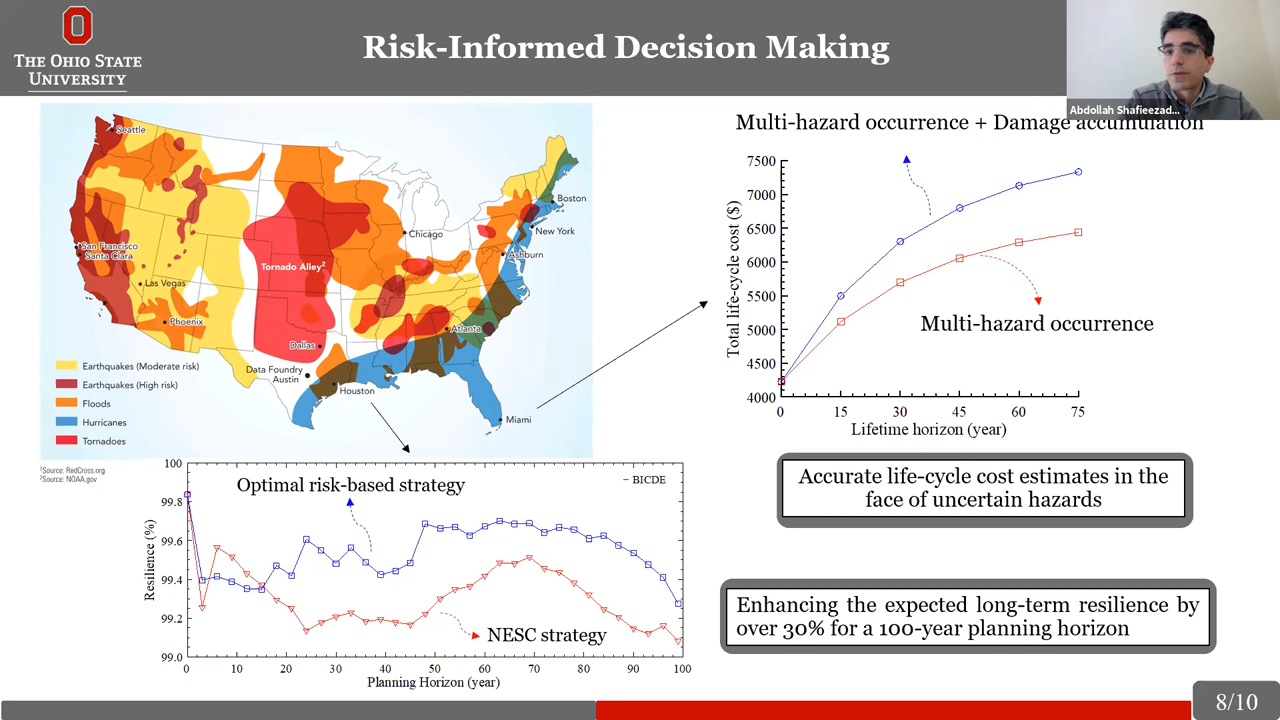 THE OHIO STATE
UNIVERSITY
Risk-Informed Decision Making
Abdollah Shafieezad...
Seattle
San Francisco
Santa Clara
Las Vegas
Phoenix
Tornado Alley2
Dallas
Data Foundry
Austin
Houston
Chicago
Boston
New York
Ashburn
Atlanta
Miami
Earthquakes (Moderate risk)
Earthquakes (High risk)
Floods
Hurricanes
Tornadoes
1Source: RedCross.org
2Source: NOAA.gov
Multi-hazard occurrence + Damage accumulation
7500
7000
6500
6000
5500
5000
4500
4000
Total life-cycle cost ($)
Multi-hazard occurrence
0 15 30 45 60 75
Lifetime horizon (year)
100
99.8
99.6
99.4
99.2
99.0
Resilience (%)
Optimal risk-based strategy
BICDE
NESC strategy
0 10 20 30 40 50 60 70 80 90 100
Planning Horizon (year)
Accurate life-cycle cost estimates in the
face of uncertain hazards
Enhancing the expected long-term resilience by
over 30% for a 100-year planning horizon
8/10